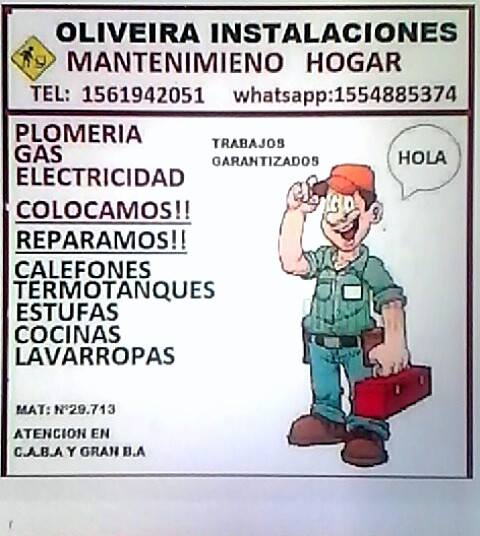 OLIVEIRA INSTALACIONES
MANTENIMIENO HOGAR
TEL: 1561942051 whatsapp:1554885374
PLOMERIA
GAS
ELECTRICIDAD
COLOCAMOS!!
REPARAMOS!!
CALEFONES
TERMOTANQUES
ESTUFAS
COCINAS
LAVARROPAS
TRABAJOS
GARANTIZADOS
HOLA
MAT: N°29.713
ATENCION EN
C.A.B.A Y GRAN B.A